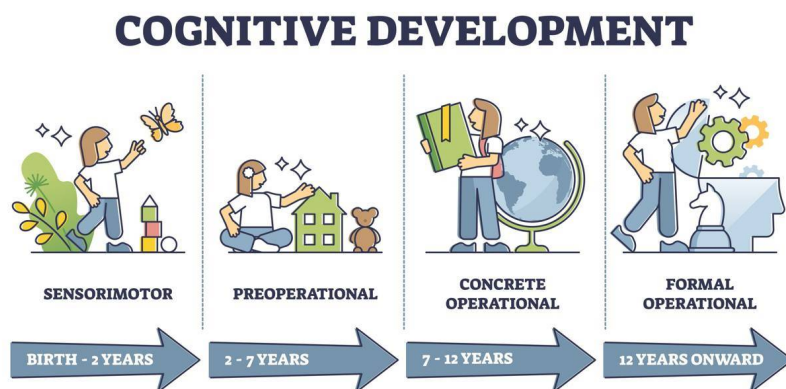 COGNITIVE DEVELOPMENT
SENSORIMOTOR
PREOPERATIONAL
CONCRETE
OPERATIONAL
FORMAL
OPERATIONAL
BIRTH - 2 YEARS
2 - 7 YEARS
7 - 12 YEARS
12 YEARS ONWARD